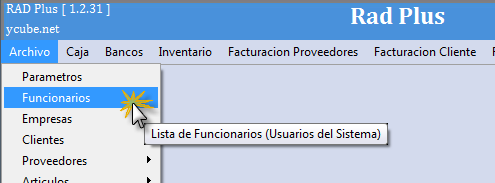 RAD Plus [ 1.2.31 ]
Rad Plus
ycube.net
Archivo Caja Bancos Inventario Facturacion Proveedores Facturacion Cliente
Parametros
Funcionarios
Empresas
Lista de Funcionarios (Usuarios del Sistema)
Clientes
Proveedores
Articulos